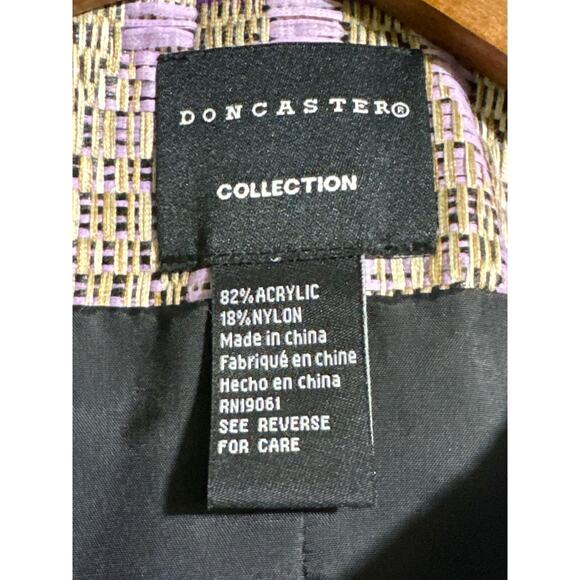 DONCASTER®
COLLECTION
82%ACRYLIC
18%NYLON
Made in china
Fabriqué en Chine
Hecho en china
RN19061
SEE REVERSE
FOR CARE